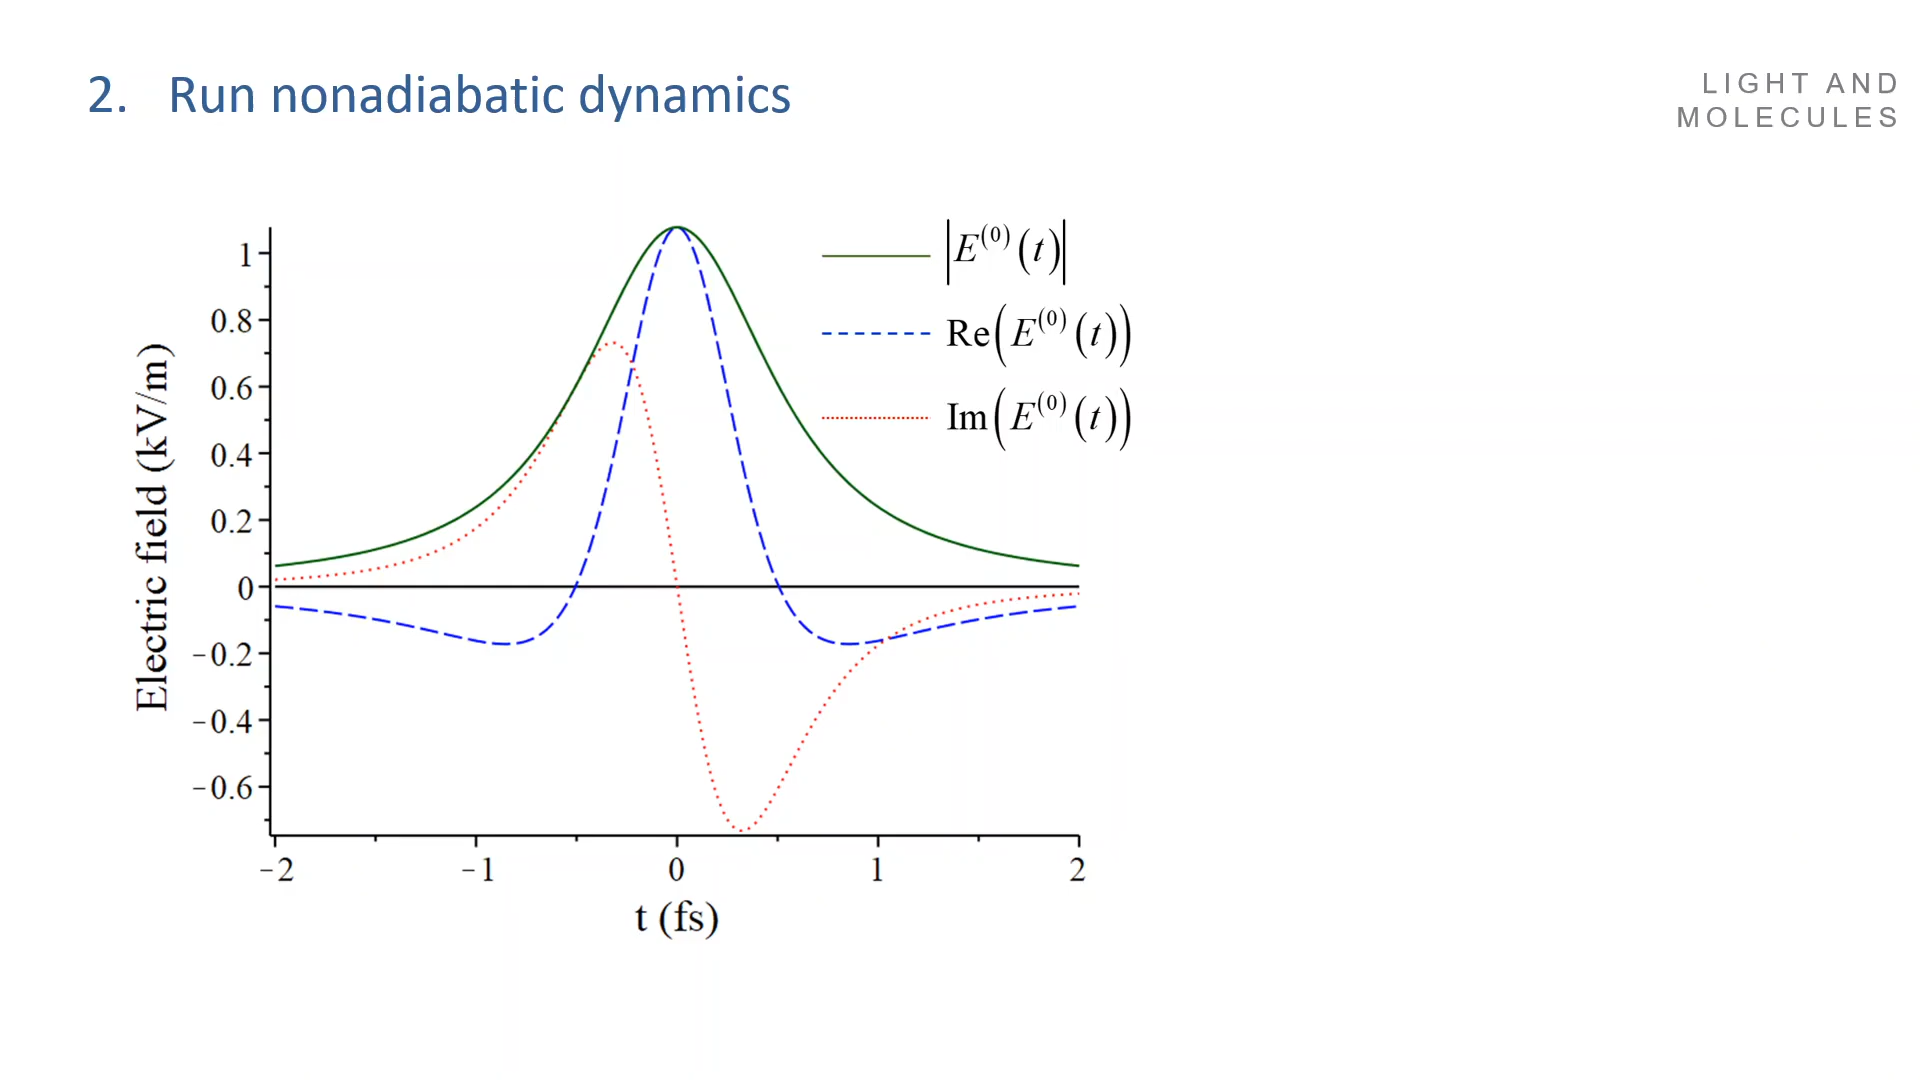 2. Run nonadiabatic dynamics
LIGHT AND
MOLECULES
|E^{(0)}(t)|
Re(E^{(0)}(t))
Im(E^{(0)}(t))
Electric field (kV/m)
1
0.8
0.6
0.4
0.2
0
−0.2
−0.4
−0.6
−2 −1 0 1 2
t (fs)